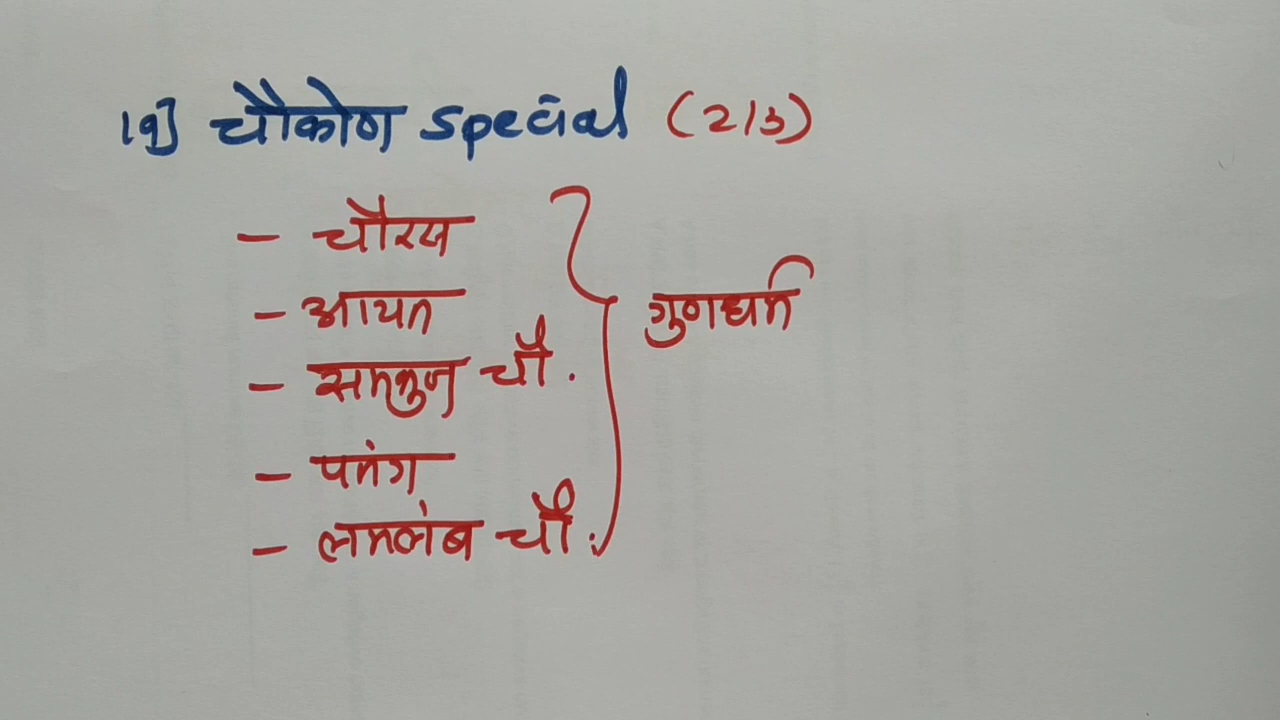 19] चौकोण special (2/3)
- चौरस
- आयत
- समभुज चौ.
- पतंग
- समलंब चौ.
गुणधर्म